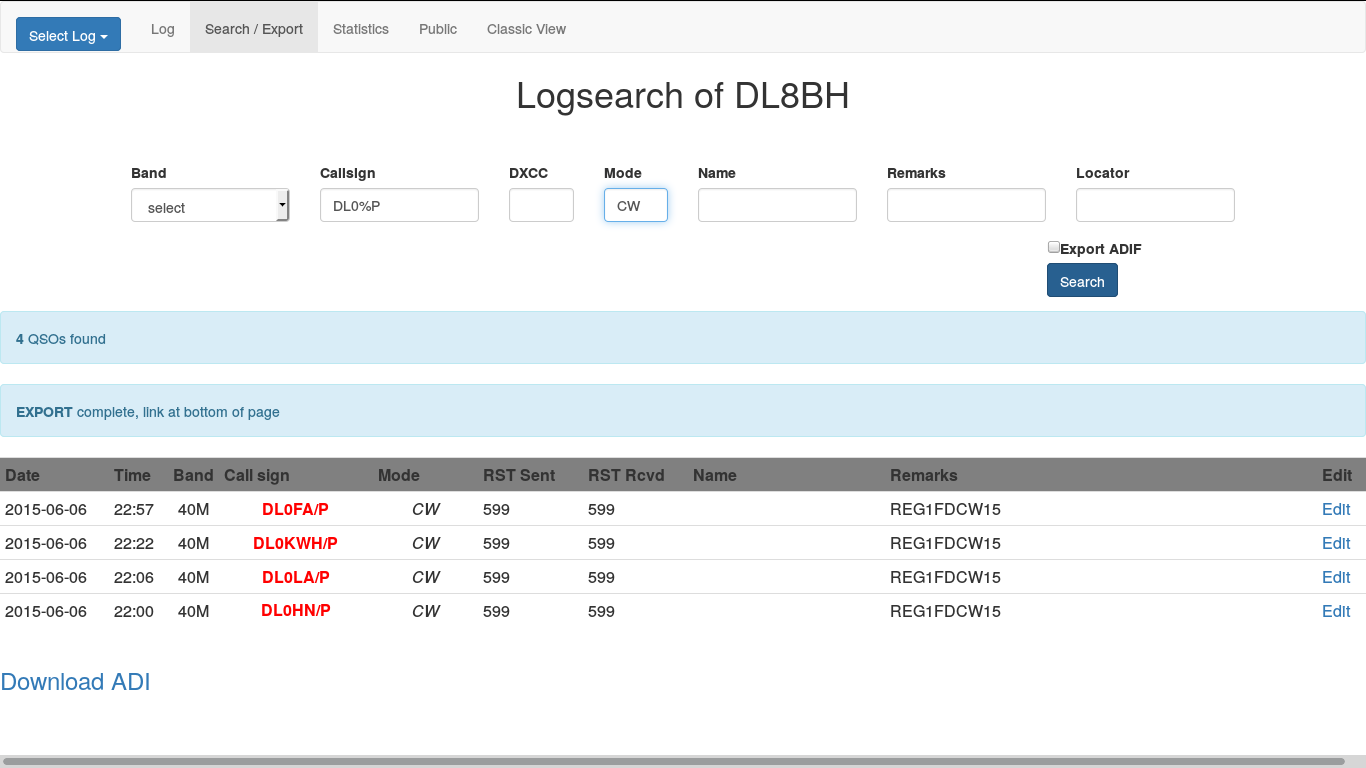 Select Log Log Search / Export Statistics Public Classic View
Logsearch of DL8BH
Band Callsign DXCC Mode Name Remarks Locator
select DL0%P CW
Export ADIF
Search
4 QSOs found
EXPORT complete, link at bottom of page
Date Time Band Call sign Mode RST Sent RST Rcvd Name Remarks Edit
2015-06-06 22:57 40M DL0FA/P CW 599 599 REG1FDCW15 Edit
2015-06-06 22:22 40M DL0KWH/P CW 599 599 REG1FDCW15 Edit
2015-06-06 22:06 40M DL0LA/P CW 599 599 REG1FDCW15 Edit
2015-06-06 22:00 40M DL0HN/P CW 599 599 REG1FDCW15 Edit
Download ADI